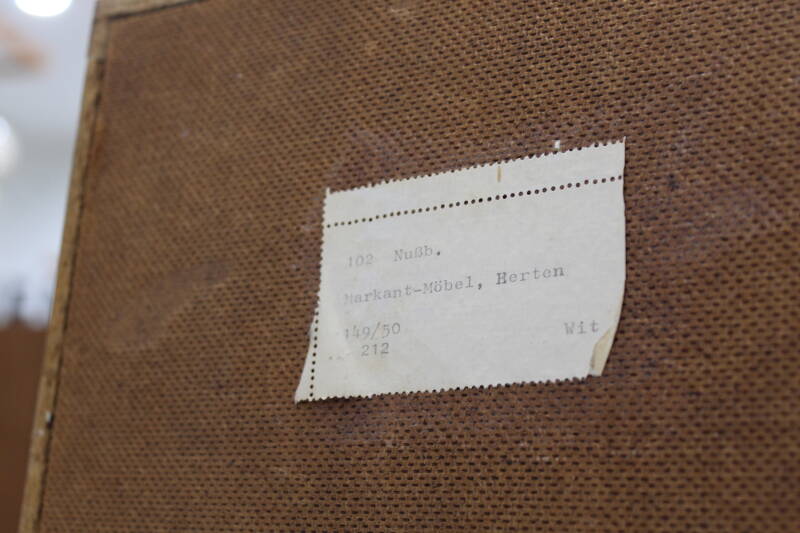 102 Nußb.
Markant-Möbel, Herten
149/50 Wit
212